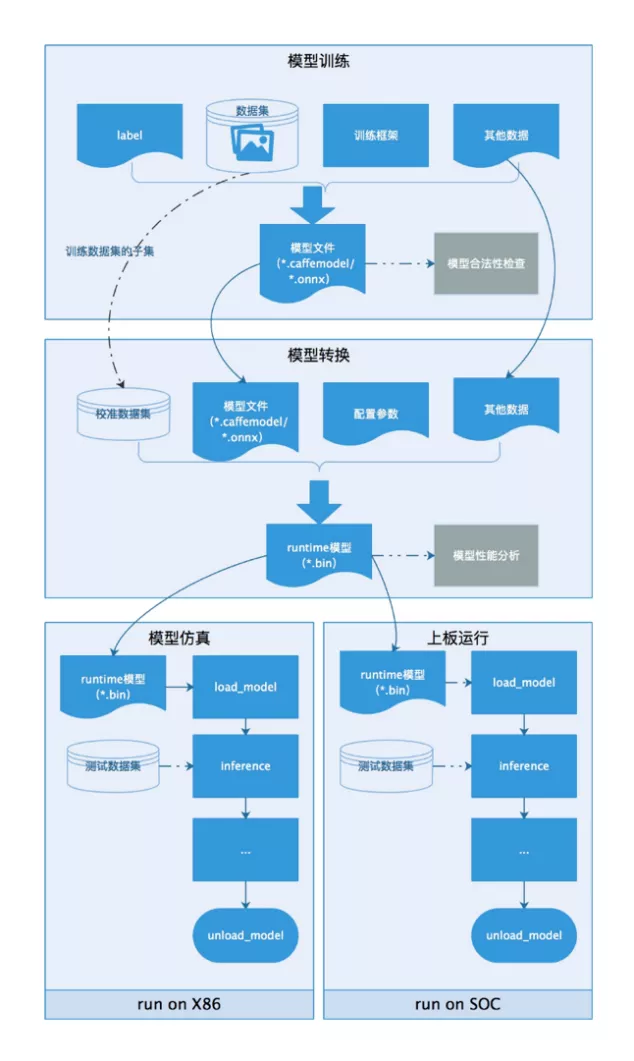 模型训练
label
数据集
训练框架
其他数据
训练数据集的子集
模型文件
(*.caffemodel/
*.onnx)
模型合法性检查
模型转换
校准数据集
模型文件
(*.caffemodel/
*.onnx)
配置参数
其他数据
runtime模型
(*.bin)
模型性能分析
模型仿真
runtime模型
(*.bin)
load_model
测试数据集
inference
...
unload_model
run on X86
上板运行
runtime模型
(*.bin)
load_model
测试数据集
inference
...
unload_model
run on SOC